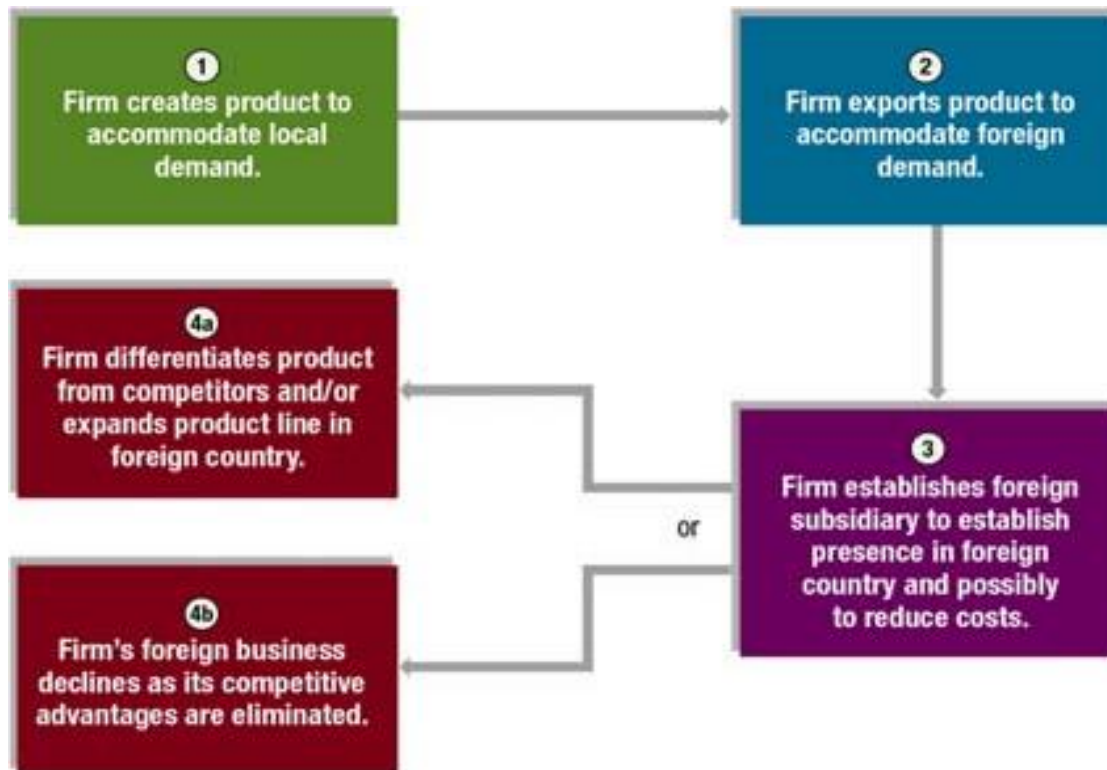 1
Firm creates product to
accommodate local
demand.
2
Firm exports product to
accommodate foreign
demand.
3
Firm establishes foreign
subsidiary to establish
presence in foreign
country and possibly
to reduce costs.
or
4a
Firm differentiates product
from competitors and/or
expands product line in
foreign country.
4b
Firm's foreign business
declines as its competitive
advantages are eliminated.